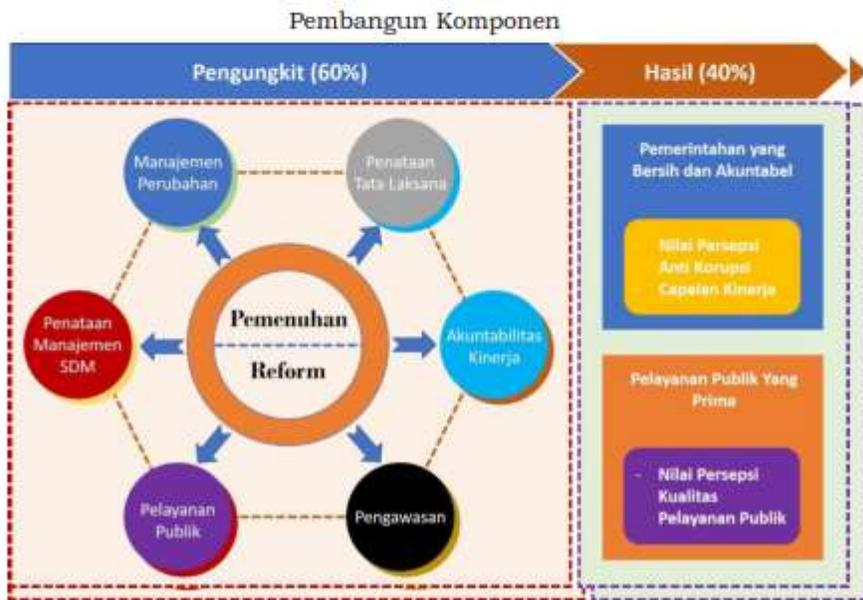 Pembangun Komponen
Pengungkit (60%)
Hasil (40%)
Manajemen
Perubahan
Penataan
Tata Laksana
Penataan
Manajemen
SDM
Pemenuhan
Reform
Akuntabilitas
Kinerja
Pelayanan
Publik
Pengawasan
Pemerintahan yang
Bersih dan Akuntabel
Nilai Persepsi
Anti Korupsi
Capaian Kinerja
Pelayanan Publik Yang
Prima
- Nilai Persepsi
Kualitas
Pelayanan Publik